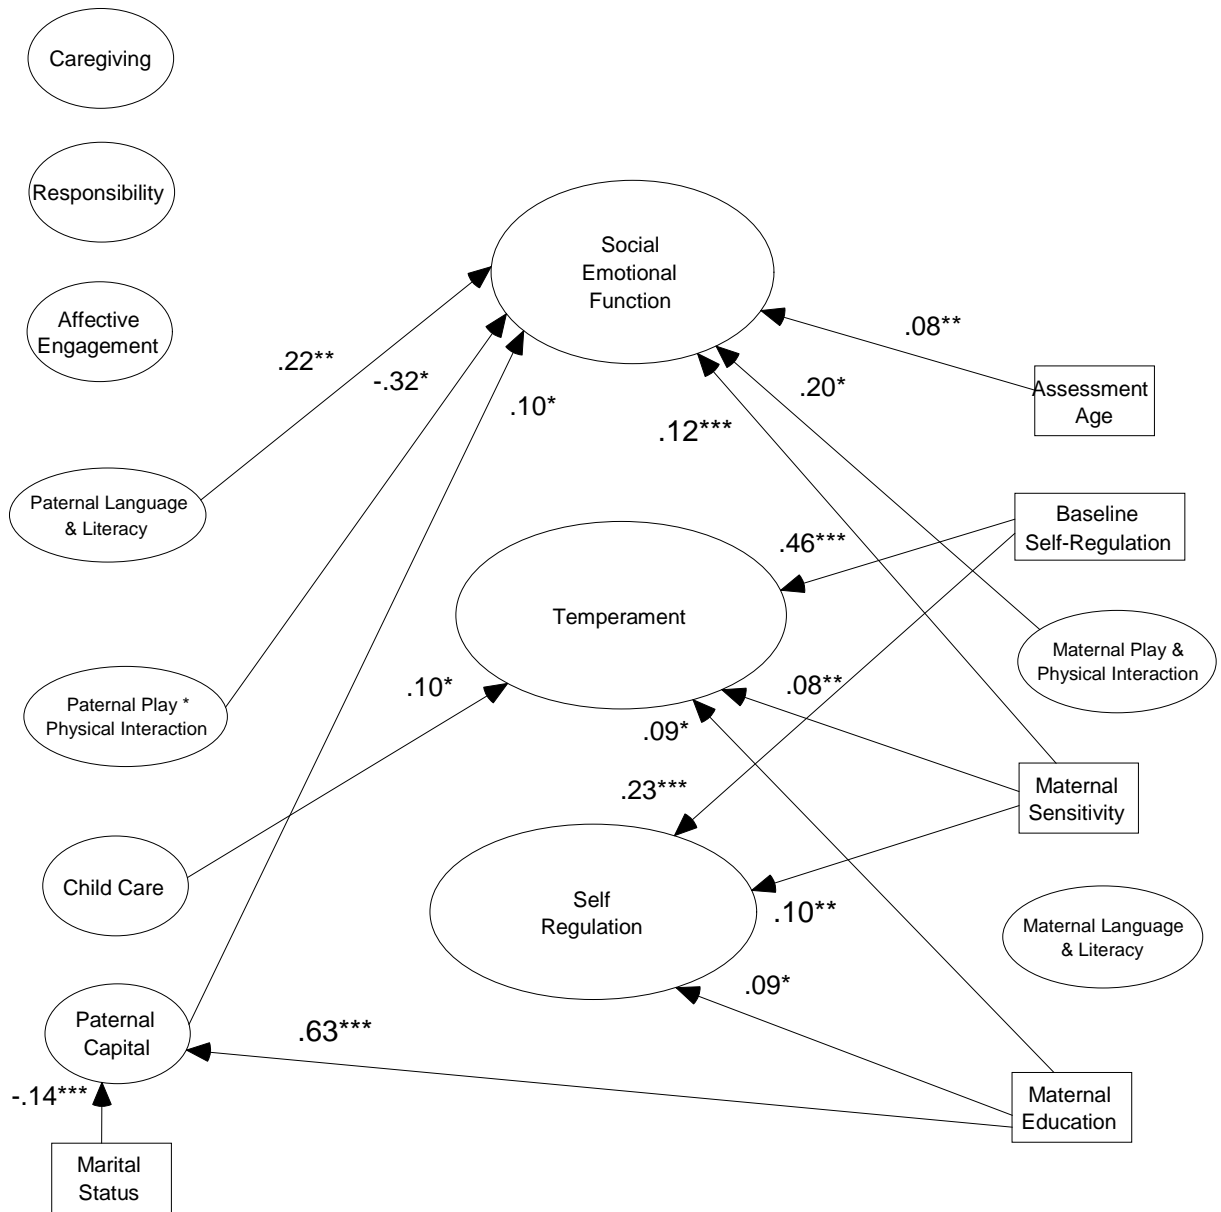 Caregiving
Responsibility
Affective
Engagement
Social
Emotional
Function
.22**
-.32*
.10*
.08**
.20*
.12***
Assessment
Age
Paternal Language
& Literacy
Baseline
Self-Regulation
.46***
Temperament
Maternal Play &
Physical Interaction
Paternal Play *
Physical Interaction
.10*
.08**
.09*
.23***
Maternal
Sensitivity
Child Care
Self
Regulation
.10**
Maternal Language
& Literacy
.09*
Paternal
Capital
.63***
-.14***
Maternal
Education
Marital
Status